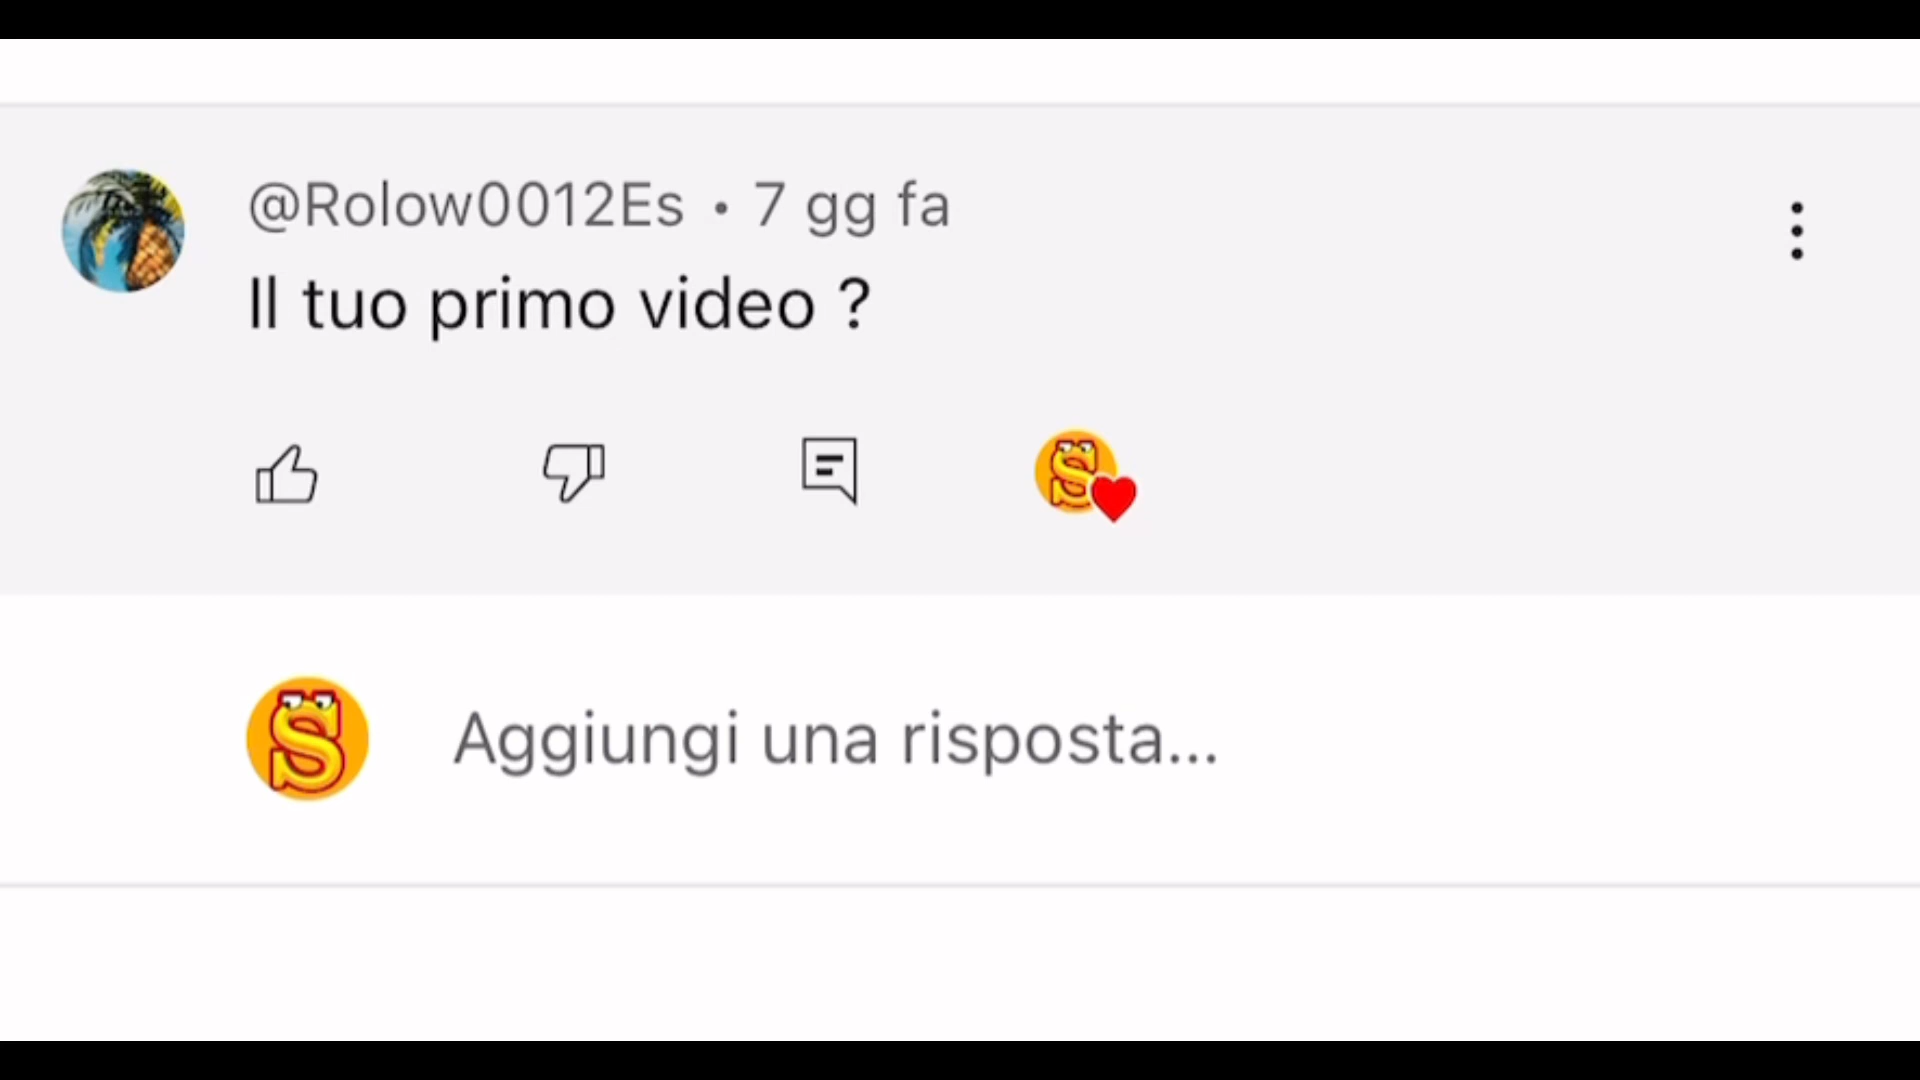 @Rolow0012Es • 7 gg fa
Il tuo primo video ?
S
S
Aggiungi una risposta...